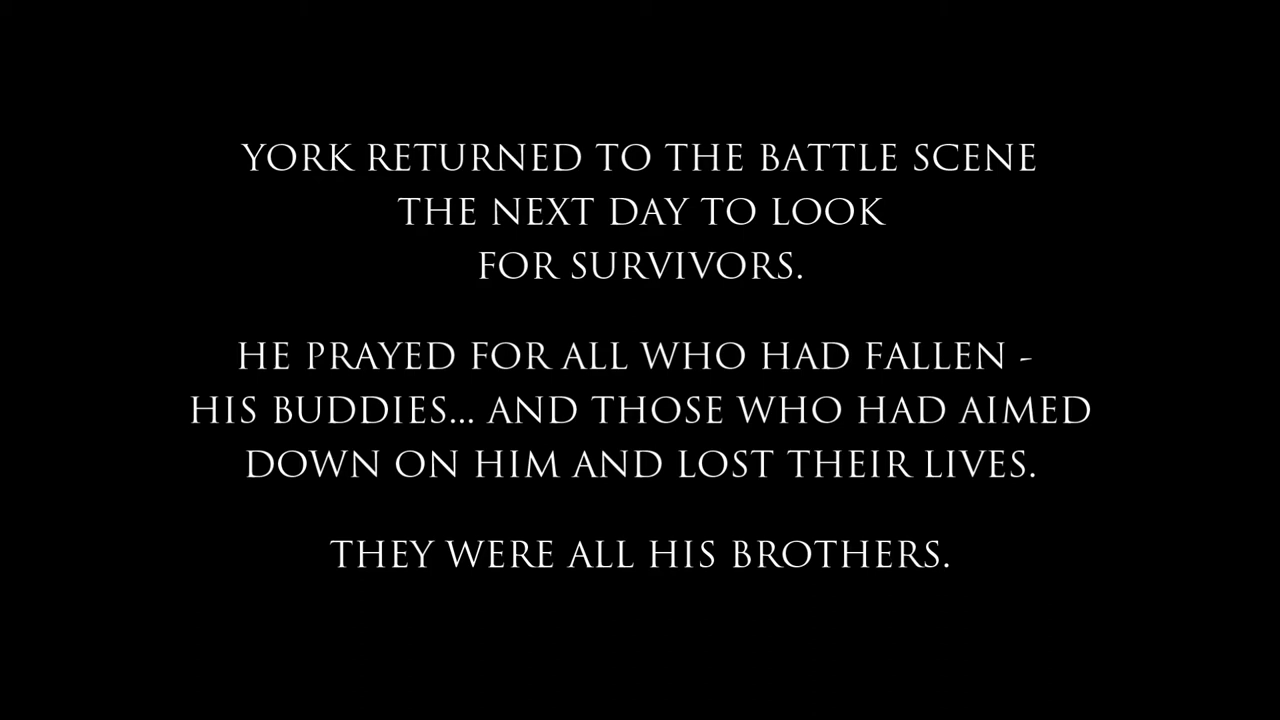 YORK RETURNED TO THE BATTLE SCENE
THE NEXT DAY TO LOOK
FOR SURVIVORS.
HE PRAYED FOR ALL WHO HAD FALLEN -
HIS BUDDIES... AND THOSE WHO HAD AIMED
DOWN ON HIM AND LOST THEIR LIVES.
THEY WERE ALL HIS BROTHERS.